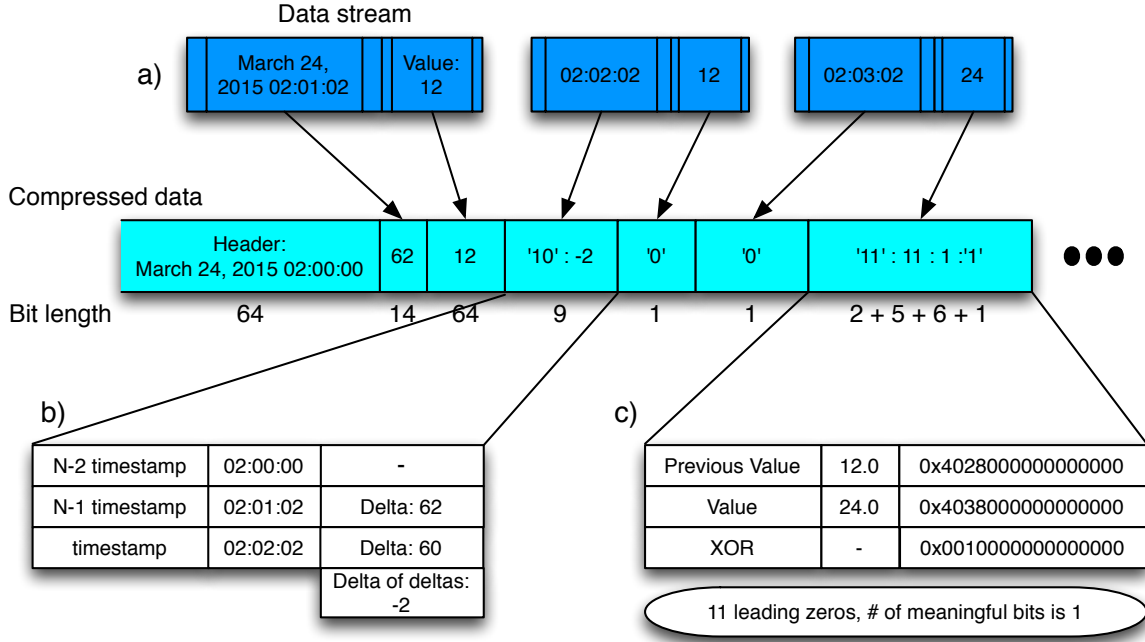 Data stream
a)
March 24,
2015 02:01:02
Value:
12
02:02:02
12
02:03:02
24
Compressed data
Header:
March 24, 2015 02:00:00
62
12
'10' : -2
'0'
'0'
'11' : 11 : 1 :'1'
Bit length
64
14
64
9
1
1
2 + 5 + 6 + 1
b)
N-2 timestamp
02:00:00
-
N-1 timestamp
02:01:02
Delta: 62
timestamp
02:02:02
Delta: 60
Delta of deltas:
-2
c)
Previous Value
12.0
0x4028000000000000
Value
24.0
0x4038000000000000
XOR
-
0x0010000000000000
11 leading zeros, # of meaningful bits is 1